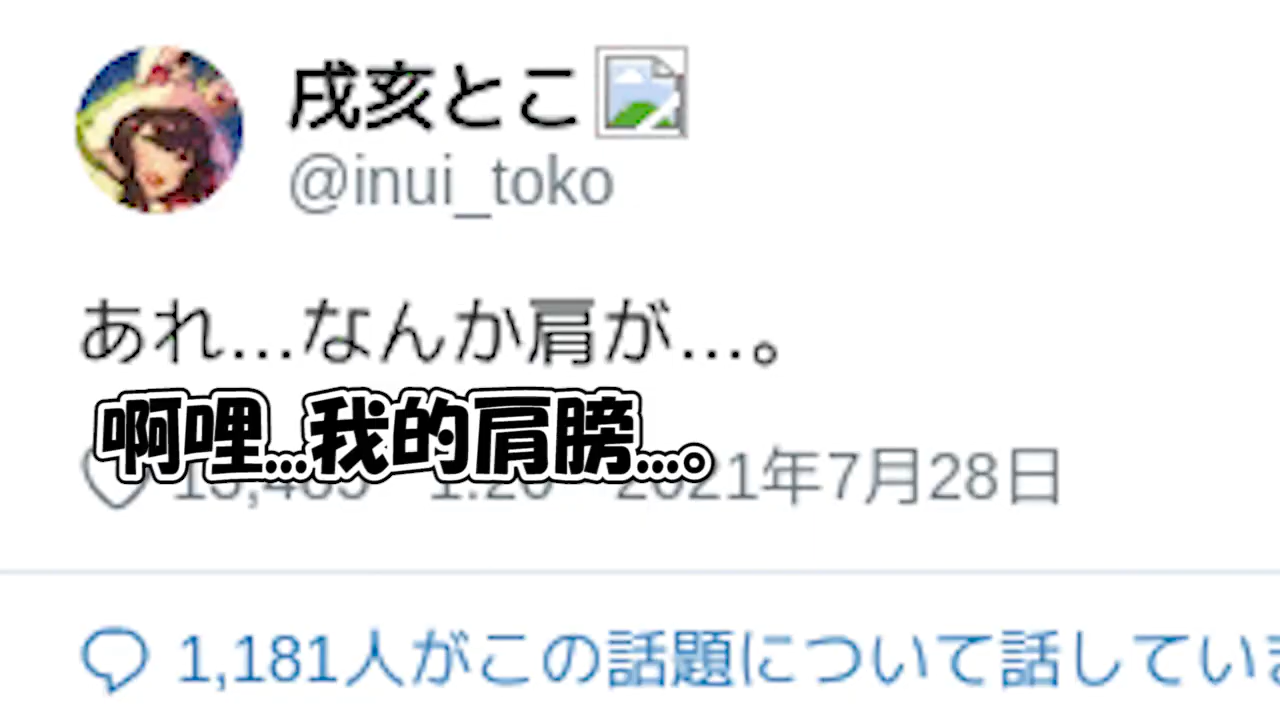 戌亥とこ
@inui_toko
あれ…なんか肩が…。
啊哩...我的肩膀...。
2021年7月28日
1,181人がこの話題について話してい